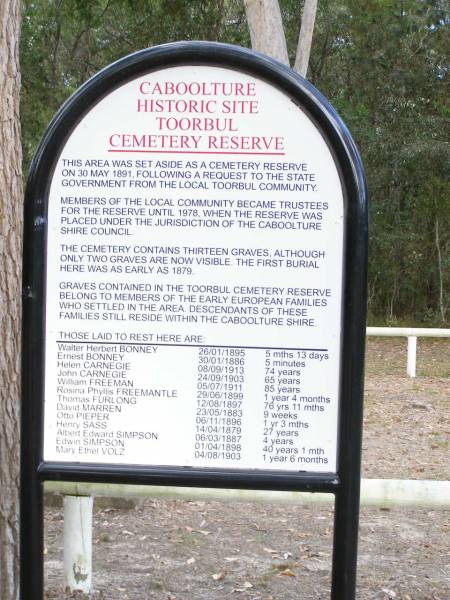 CABOOLTURE
HISTORIC SITE
TOORBUL
CEMETERY RESERVE
THIS AREA WAS SET ASIDE AS A CEMETERY RESERVE
ON 30 MAY 1891, FOLLOWING A REQUEST TO THE STATE
GOVERNMENT FROM THE LOCAL TOORBUL COMMUNITY.
MEMBERS OF THE LOCAL COMMUNITY BECAME TRUSTEES
FOR THE RESERVE UNTIL 1978, WHEN THE RESERVE WAS
PLACED UNDER THE JURISDICTION OF THE CABOOLTURE
SHIRE COUNCIL.
THE CEMETERY CONTAINS THIRTEEN GRAVES, ALTHOUGH
ONLY TWO GRAVES ARE NOW VISIBLE. THE FIRST BURIAL
HERE WAS AS EARLY AS 1879.
GRAVES CONTAINED IN THE TOORBUL CEMETERY RESERVE
BELONG TO MEMBERS OF THE EARLY EUROPEAN FAMILIES
WHO SETTLED IN THE AREA. DESCENDANTS OF THESE
FAMILIES STILL RESIDE WITHIN THE CABOOLTURE SHIRE.
THOSE LAID TO REST HERE ARE:
Walter Herbert BONNEY 26/01/1895 5 mths 13 days
Ernest BONNEY 30/01/1886 5 minutes
Helen CARNEGIE 08/09/1913 74 years
John CARNEGIE 24/09/1903 65 years
William FREEMAN 05/07/1911 85 years
Rosina Phyllis FREEMANTLE 29/06/1899 1 year 4 months
Thomas FURLONG 12/08/1897 76 yrs 11 mths
David MARREN 23/05/1883 9 weeks
Otto PIEPER 06/11/1896 1 yr 3 mths
Henry SASS 14/04/1879 27 years
Albert Edward SIMPSON 06/03/1887 4 years
Edwin SIMPSON 01/04/1898 40 years 1 mth
Mary Ethel VOLZ 04/08/1903 1 year 6 months